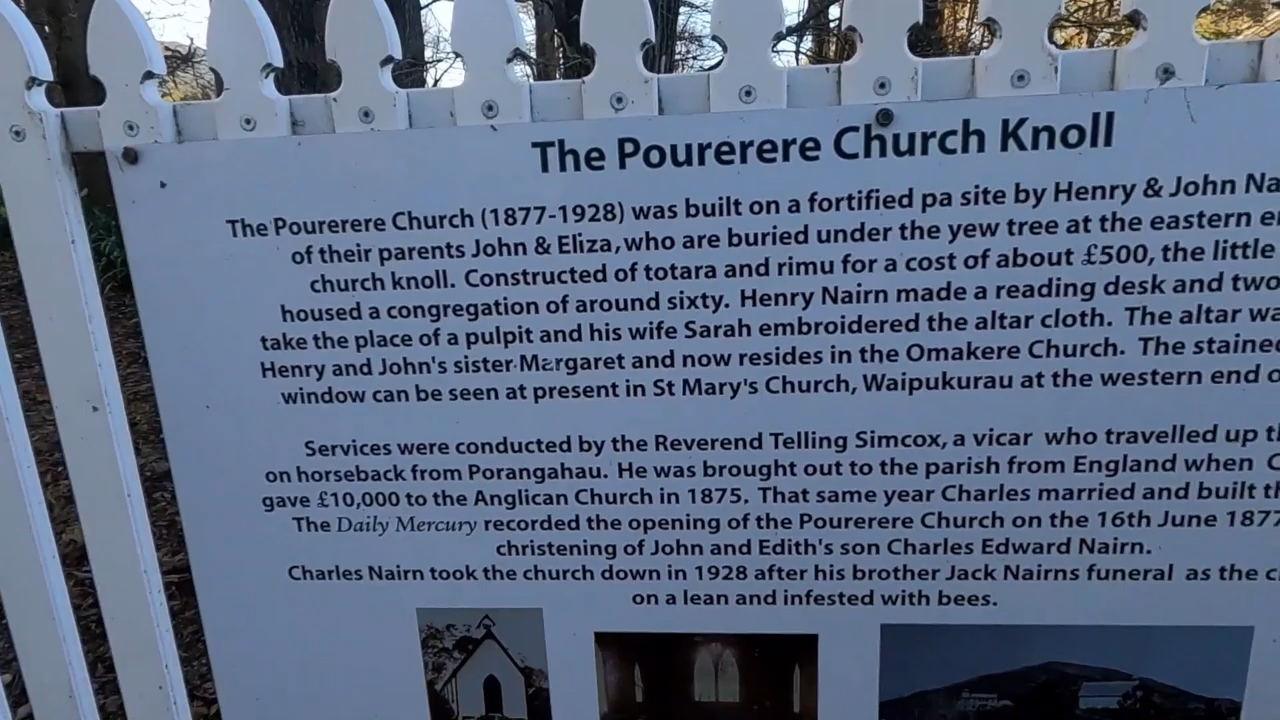 The Pourerere Church Knoll
The Pourerere Church (1877-1928) was built on a fortified pa site by Henry & John
of their parents John & Eliza, who are buried under the yew tree at the eastern
church knoll. Constructed of totara and rimu for a cost of about £500, the little
housed a congregation of around sixty. Henry Nairn made a reading desk and two
take the place of a pulpit and his wife Sarah embroidered the altar cloth. The altar
Henry and John's sister Margaret and now resides in the Omakere Church. The stained
window can be seen at present in St Mary's Church, Waipukurau at the western end
Services were conducted by the Reverend Telling Simcox, a vicar who travelled up
on horseback from Porangahau. He was brought out to the parish from England when
gave £10,000 to the Anglican Church in 1875. That same year Charles married and built
The Daily Mercury recorded the opening of the Pourerere Church on the 16th June 1877
christening of John and Edith's son Charles Edward Nairn.
Charles Nairn took the church down in 1928 after his brother Jack Nairns funeral as the
on a lean and infested with bees.